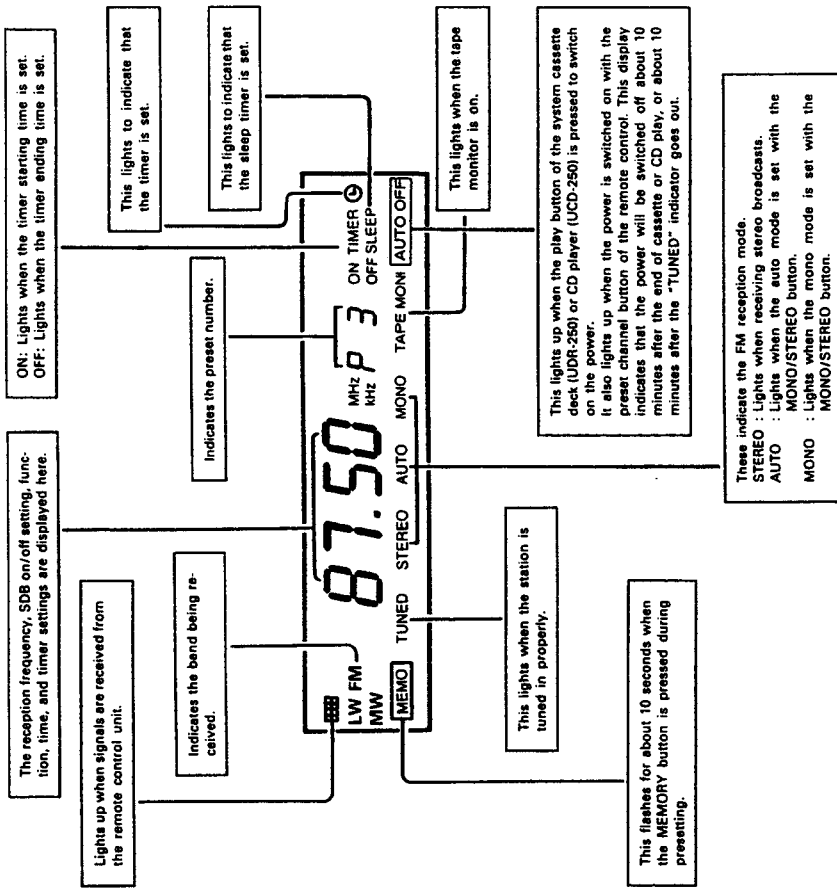 The reception frequency, SDB on/off setting, func-
tion, time, and timer settings are displayed here.
Lights up when signals are received from
the remote control unit.
Indicates the band being re-
ceived.
Indicates the preset number.
ON: Lights when the timer starting time is set.
OFF: Lights when the timer ending time is set.
This lights to indicate that
the timer is set.
This lights to indicate that
the sleep timer is set.
LW FM
MW
87.50
MHz
kHz
P 3
ON TIMER
OFF SLEEP
MEMO TUNED STEREO AUTO MONO TAPE MONI AUTO OFF
This lights when the tape
monitor is on.
This lights when the station is
tuned in properly.
This flashes for about 10 seconds when
the MEMORY button is pressed during
presetting.
This lights up when the play button of the system cassette
deck (UDR-250) or CD player (UCD-250) is pressed to switch
on the power.
It also lights up when the power is switched on with the
preset channel button of the remote control. This display
indicates that the power will be switched off about 10
minutes after the end of cassette or CD play, or about 10
minutes after the "TUNED" indicator goes out.
These indicate the FM reception mode.
STEREO : Lights when receiving stereo broadcasts.
AUTO : Lights when the auto mode is set with the
MONO/STEREO button.
MONO : Lights when the mono mode is set with the
MONO/STEREO button.